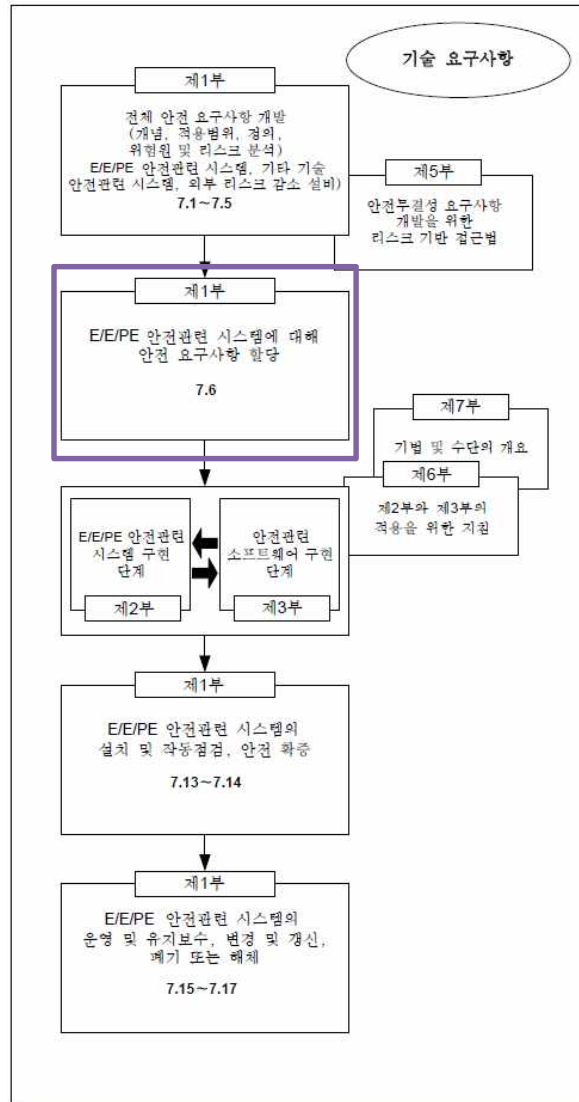 기술 요구사항
제1부
전체 안전 요구사항 개발
(개념, 적용범위, 정의,
위험원 및 리스크 분석)
E/E/PE 안전관련 시스템, 기타 기술
안전관련 시스템, 외부 리스크 감소 설비)
7.1~7.5
제5부
안전무결성 요구사항
개발을 위한
리스크 기반 접근법
제1부
E/E/PE 안전관련 시스템에 대해
안전 요구사항 할당
7.6
제7부
기법 및 수단의 개요
제6부
제2부와 제3부의
적용을 위한 지침
E/E/PE 안전관련
시스템 구현
단계
제2부
안전관련
소프트웨어 구현
단계
제3부
제1부
E/E/PE 안전관련 시스템의
설치 및 작동점검, 안전 확증
7.13~7.14
제1부
E/E/PE 안전관련 시스템의
운영 및 유지보수, 변경 및 갱신,
폐기 또는 해체
7.15~7.17